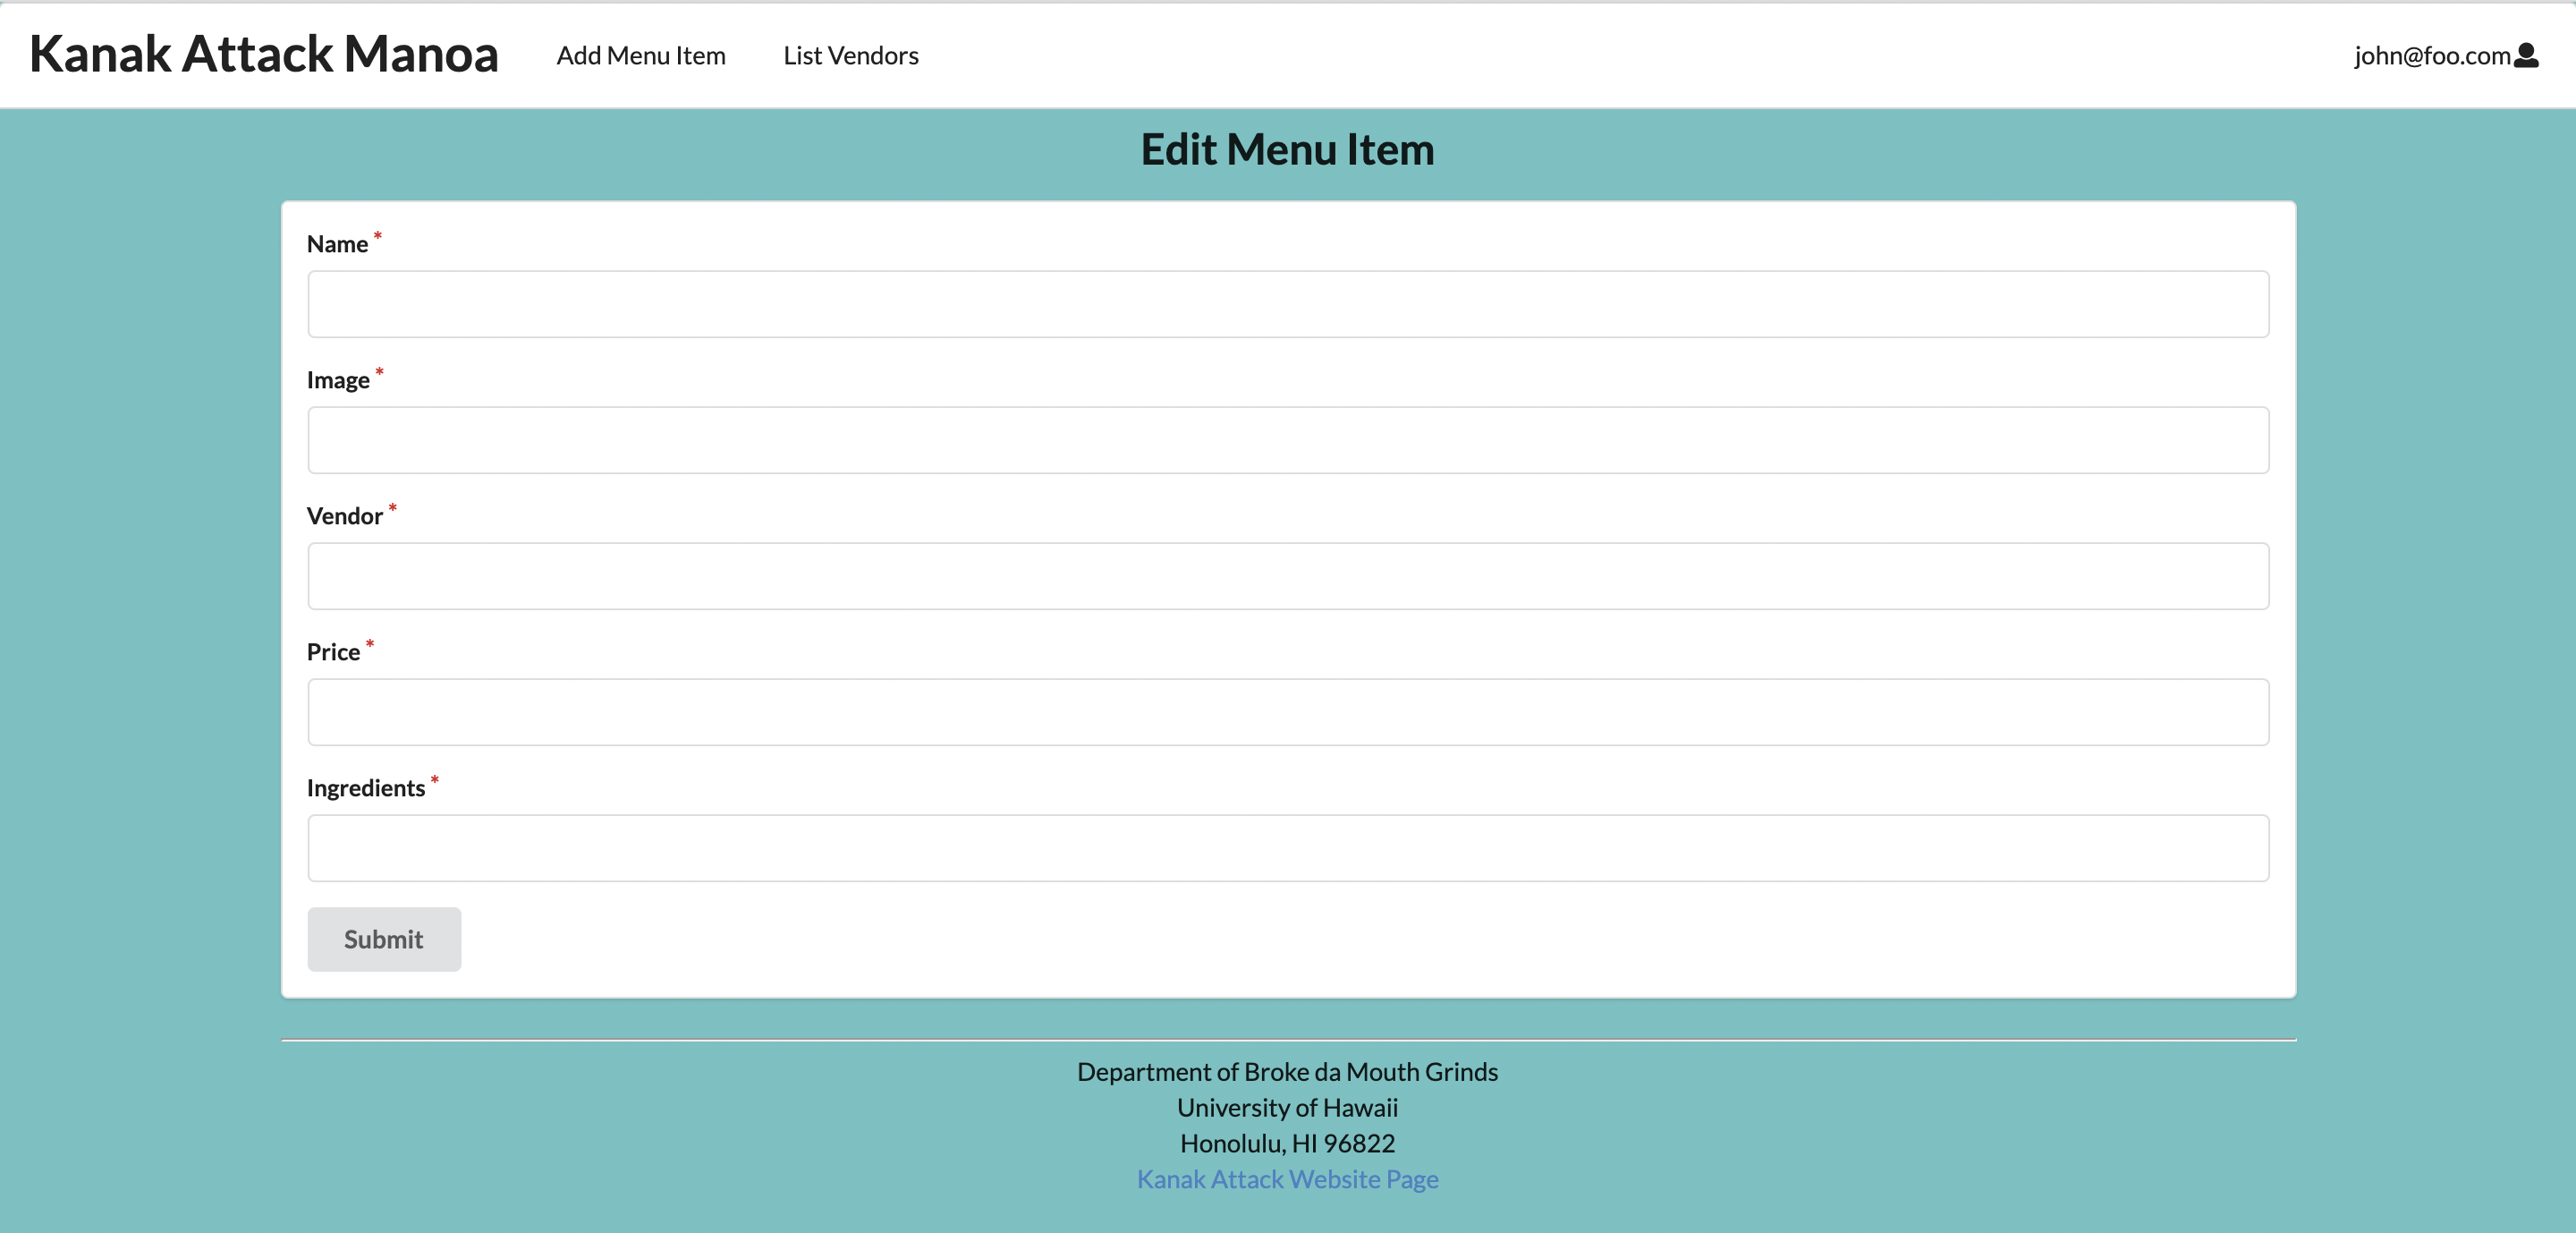 Kanak Attack Manoa Add Menu Item List Vendors john@foo.com
Edit Menu Item
Name *
Image *
Vendor *
Price *
Ingredients *
Submit
Department of Broke da Mouth Grinds
University of Hawaii
Honolulu, HI 96822
Kanak Attack Website Page